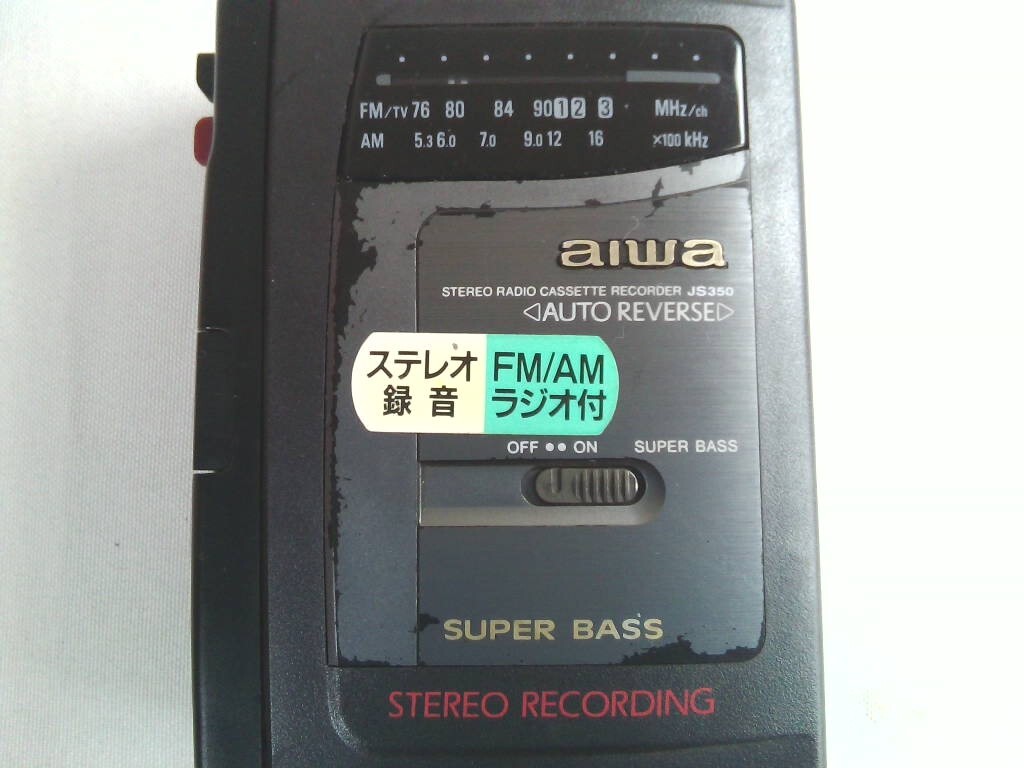 FM/TV 76 80 84 90 1 2 3 MHz/ch
AM 5.3 6.0 7.0 9.0 12 16 ×100 kHz
aiwa
STEREO RADIO CASSETTE RECORDER JS350
◁AUTO REVERSE▷
ステレオ
録音
FM/AM
ラジオ付
OFF •• ON SUPER BASS
SUPER BASS
STEREO RECORDING